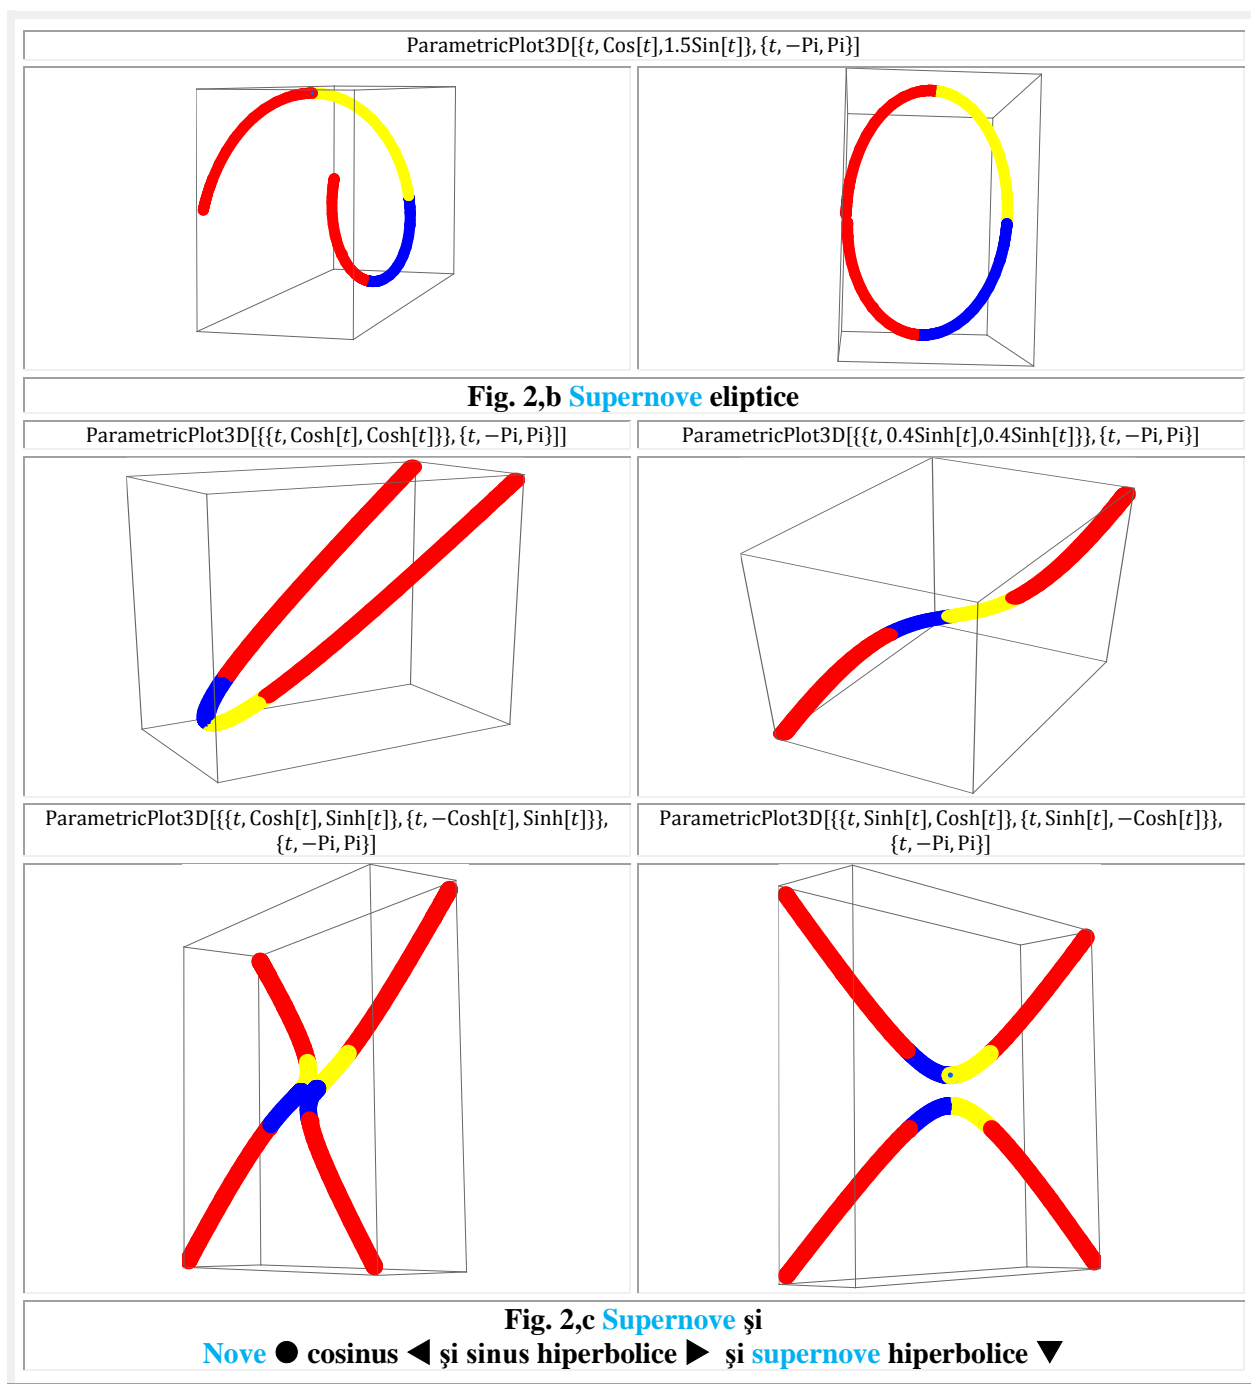 ParametricPlot3D[{t, Cos[t],1.5Sin[t]}, {t, −Pi, Pi}]
Fig. 2,b Supernove eliptice
ParametricPlot3D[{{t, Cosh[t], Cosh[t]}}, {t, −Pi, Pi}]]
ParametricPlot3D[{{t, 0.4Sinh[t],0.4Sinh[t]}}, {t, −Pi, Pi}]
ParametricPlot3D[{{t, Cosh[t], Sinh[t]}, {t, −Cosh[t], Sinh[t]}},
{t, −Pi, Pi}]
ParametricPlot3D[{{t, Sinh[t], Cosh[t]}, {t, Sinh[t], −Cosh[t]}},
{t, −Pi, Pi}]
Fig. 2,c Supernove şi
Nove ● cosinus ◀ şi sinus hiperbolice ▶ şi supernove hiperbolice ▼